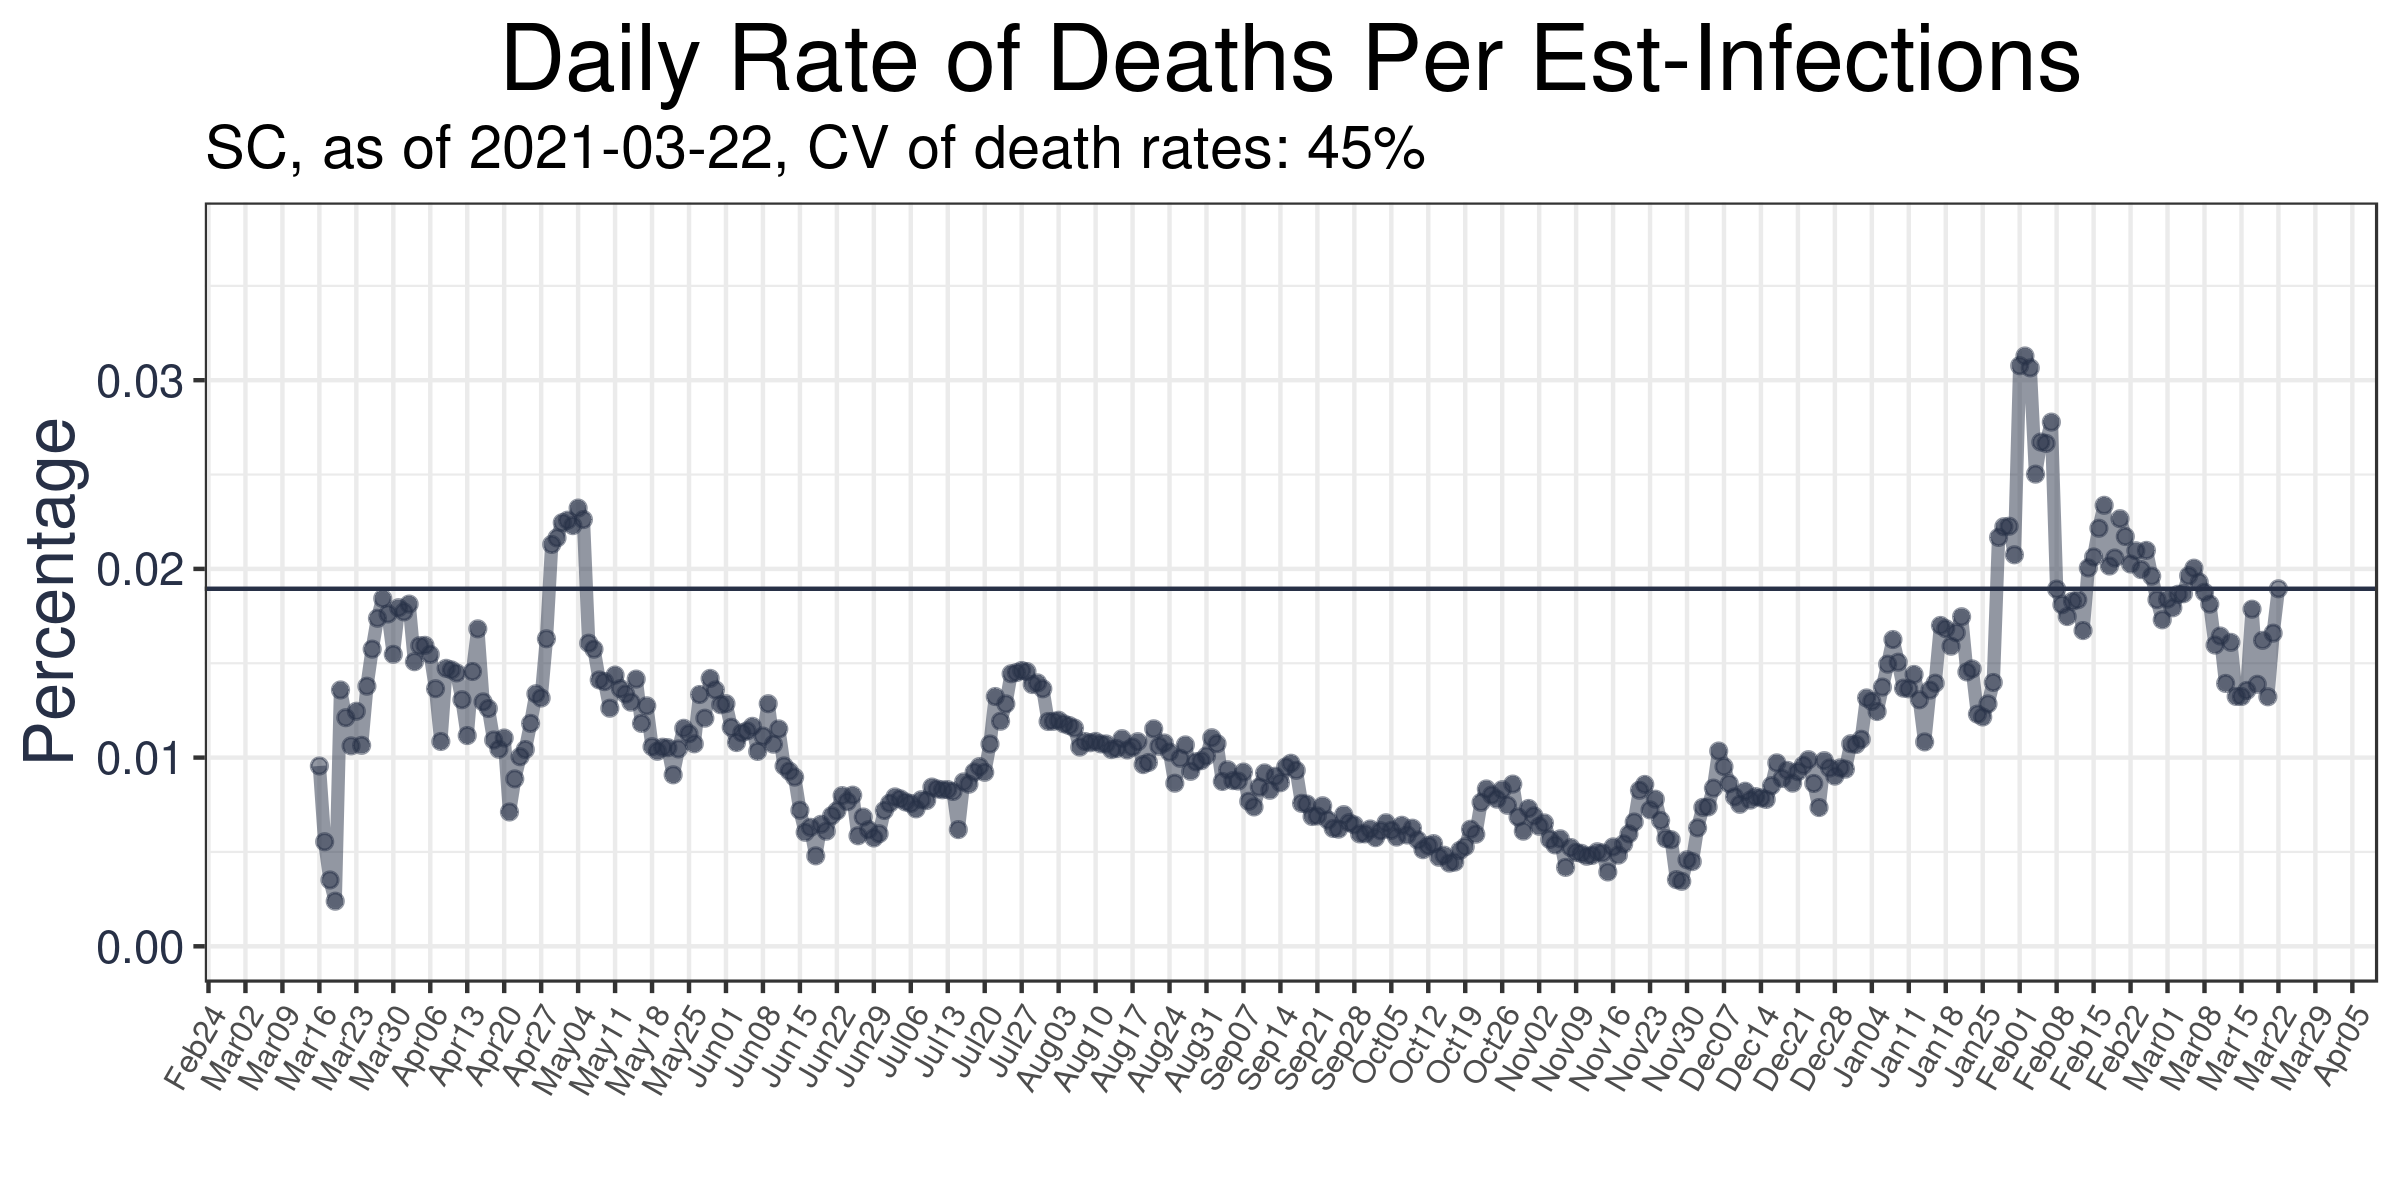 Daily Rate of Deaths Per Est-Infections
SC, as of 2021-03-22, CV of death rates: 45%
Percentage
0.03
0.02
0.01
0.00
Feb24
Mar02
Mar09
Mar16
Mar23
Mar30
Apr06
Apr13
Apr20
Apr27
May04
May11
May18
May25
Jun01
Jun08
Jun15
Jun22
Jun29
Jul06
Jul13
Jul20
Jul27
Aug03
Aug10
Aug17
Aug24
Aug31
Sep07
Sep14
Sep21
Sep28
Oct05
Oct12
Oct19
Oct26
Nov02
Nov09
Nov16
Nov23
Nov30
Dec07
Dec14
Dec21
Dec28
Jan04
Jan11
Jan18
Jan25
Feb01
Feb08
Feb15
Feb22
Mar01
Mar08
Mar15
Mar22
Mar29
Apr05